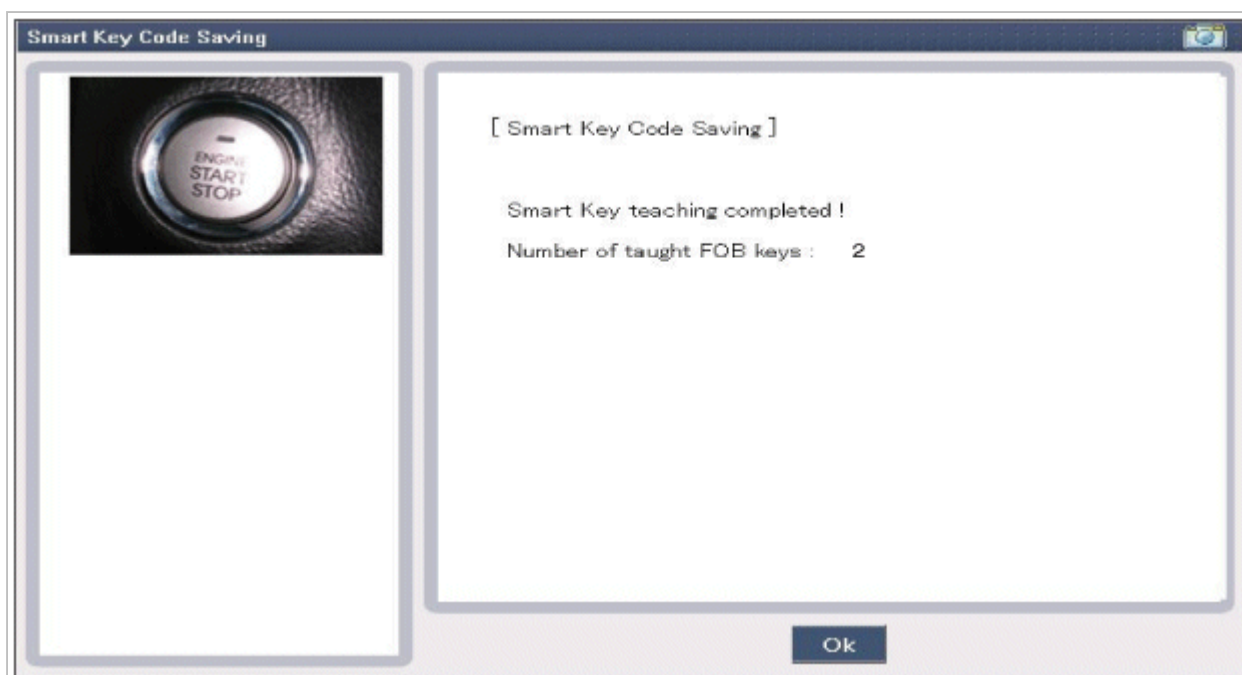 Smart Key Code Saving
ENGINE
START
STOP
[ Smart Key Code Saving ]
Smart Key teaching completed !
Number of taught FOB keys : 2
Ok